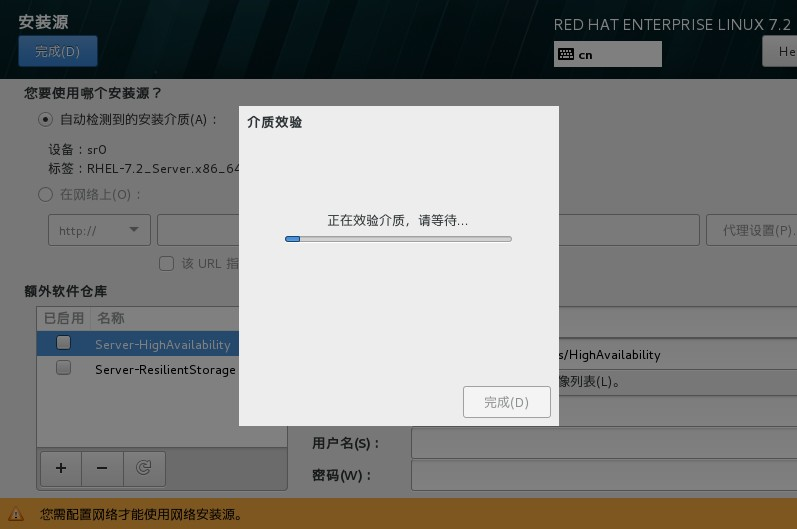 安装源
RED HAT ENTERPRISE LINUX 7.2
完成(D)
cn
He
您要使用哪个安装源？
自动检测到的安装介质(A)：
设备：sr0
标签：RHEL-7.2_Server.x86_64
在网络上(O)：
http://
代理设置(P).
该 URL 指
额外软件仓库
已启用 名称
Server-HighAvailability
Server-ResilientStorage
介质效验
正在效验介质，请等待...
完成(D)
s/HighAvailability
像列表(L)。
用户名(S)：
密码(W)：
您需配置网络才能使用网络安装源。